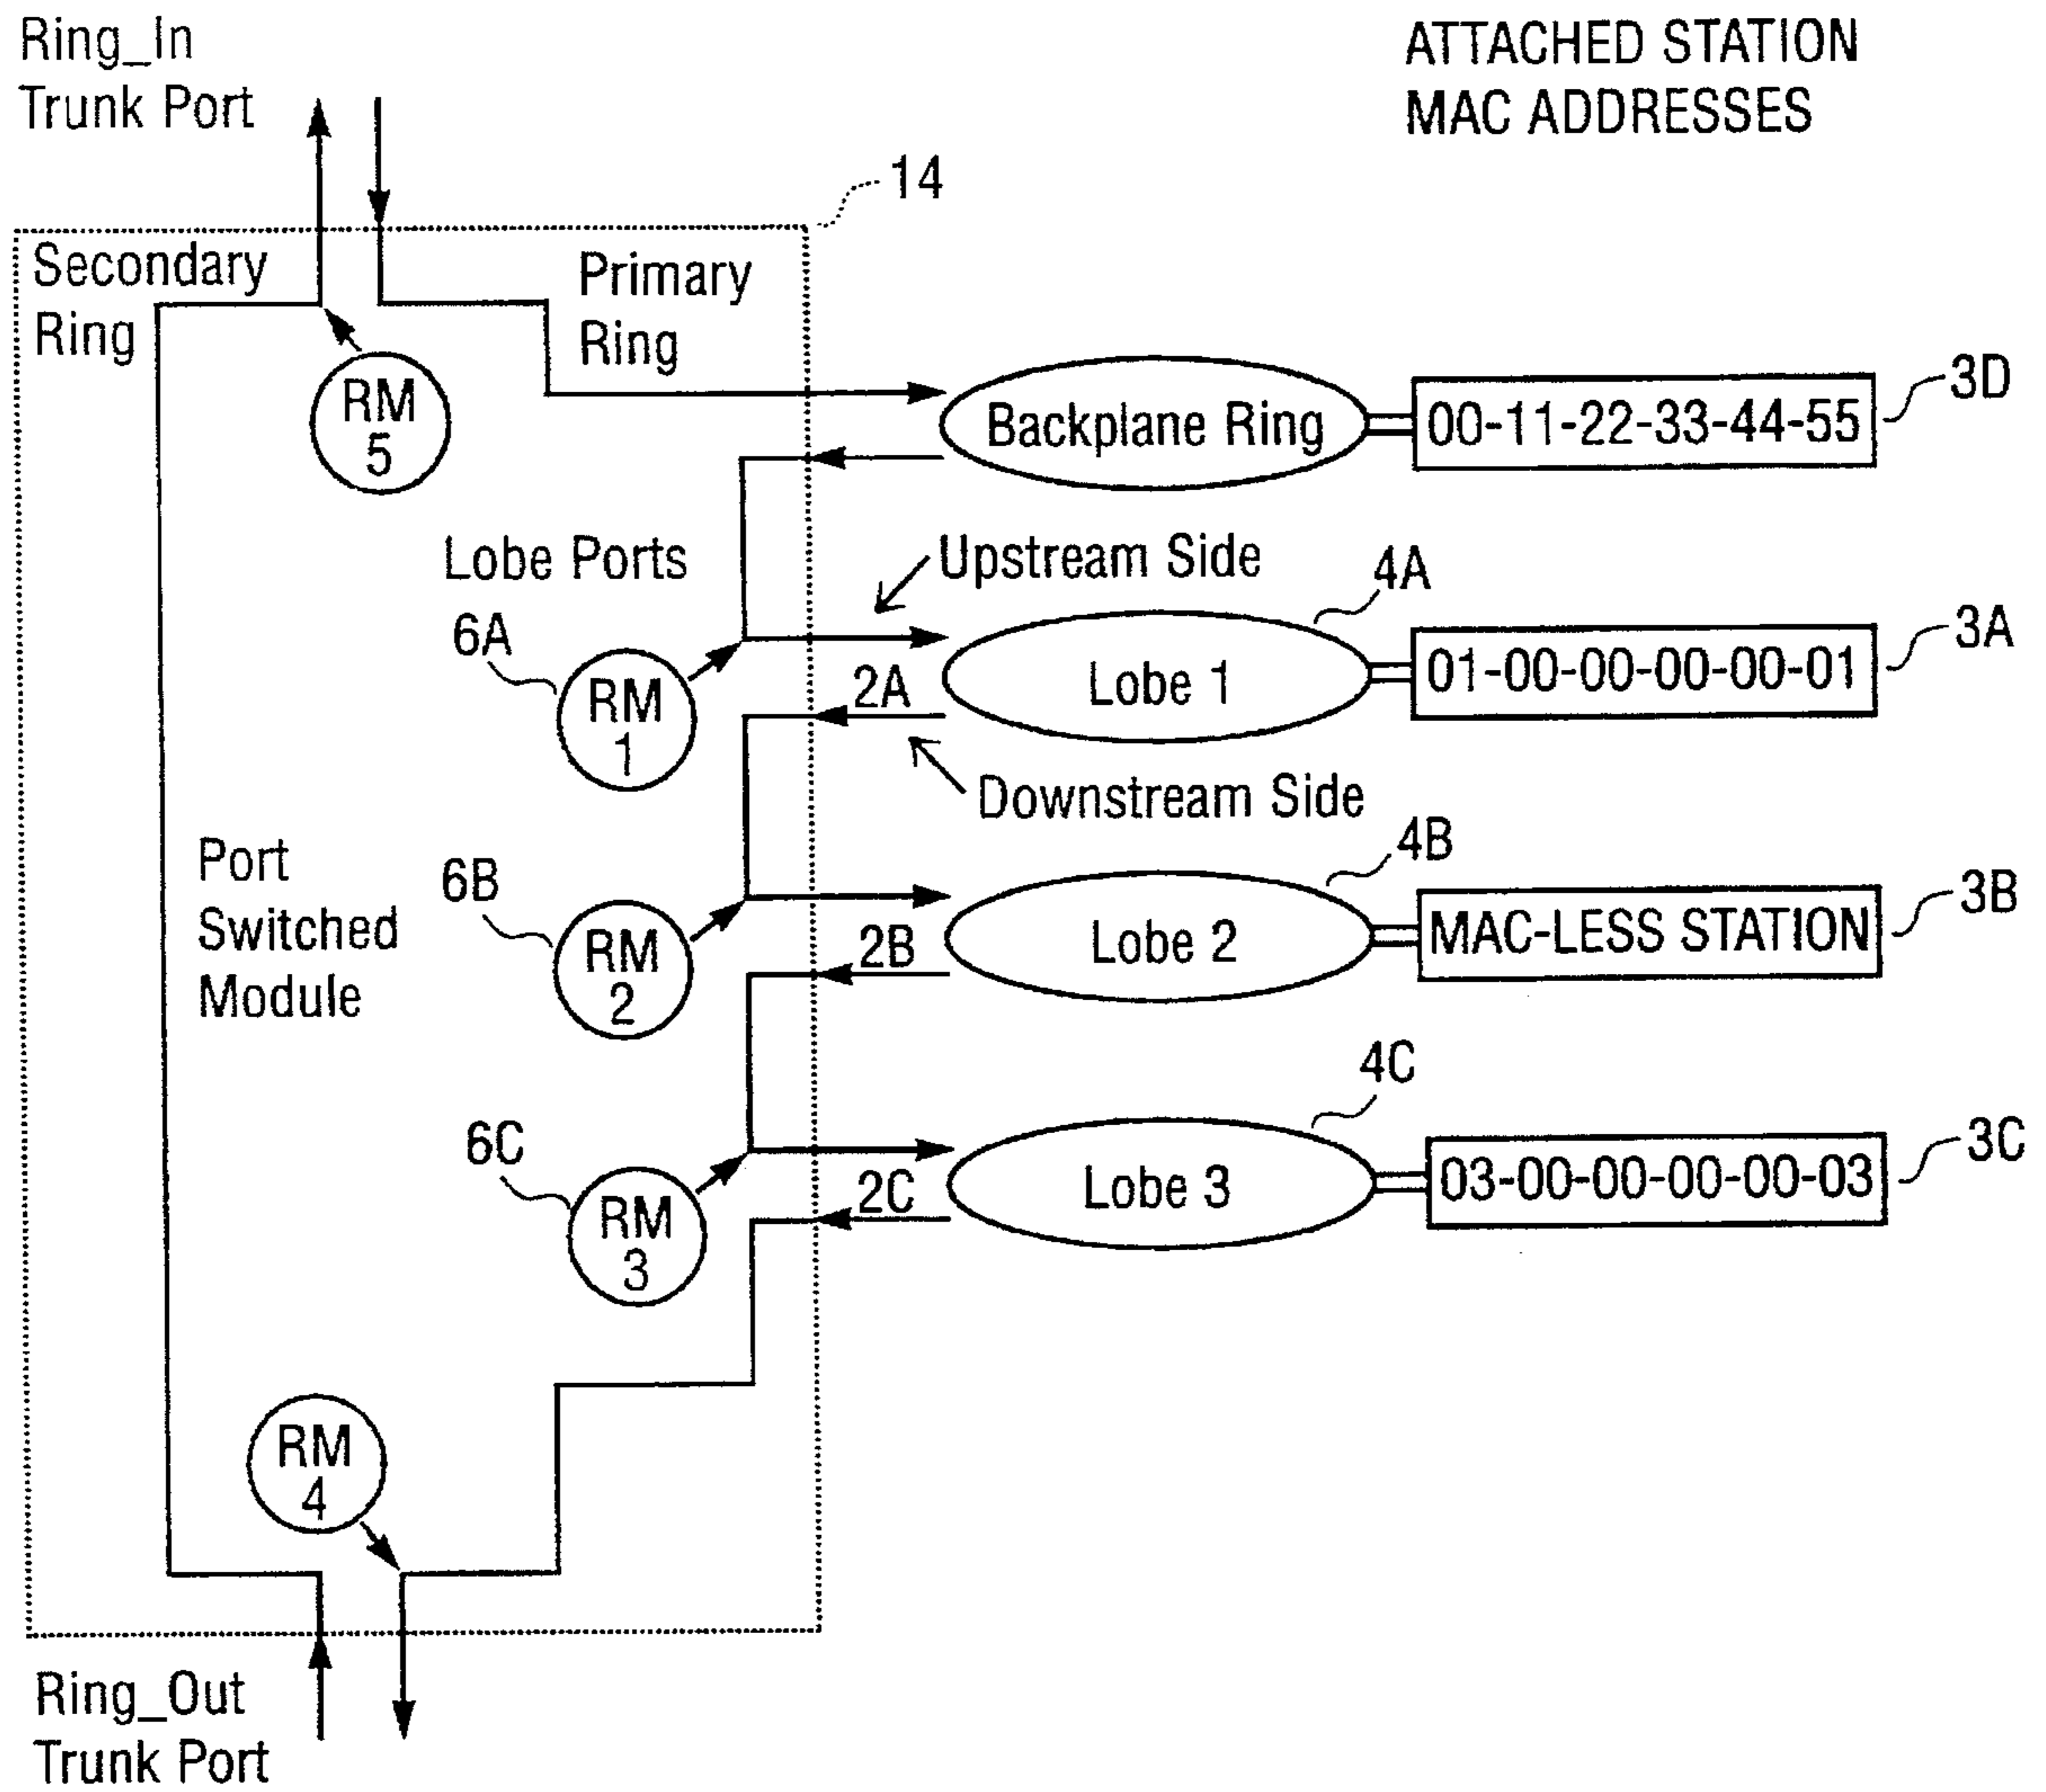 Ring_In
Trunk Port
ATTACHED STATION
MAC ADDRESSES
14
Secondary
Ring
Primary
Ring
RM
5
Backplane Ring
00-11-22-33-44-55
3D
Lobe Ports
Upstream Side
4A
6A
RM
1
2A
Lobe 1
01-00-00-00-00-01
3A
Downstream Side
Port
Switched
Module
6B
RM
2
2B
4B
Lobe 2
MAC-LESS STATION
3B
6C
RM
3
2C
4C
Lobe 3
03-00-00-00-00-03
3C
RM
4
Ring_Out
Trunk Port